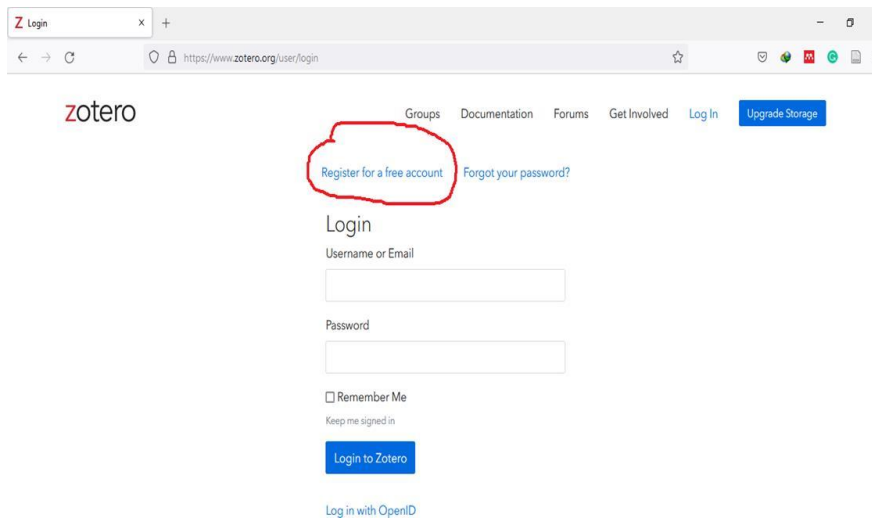 Z Login
https://www.zotero.org/user/login
zotero
Groups Documentation Forums Get Involved Log In Upgrade Storage
Register for a free account Forgot your password?
Login
Username or Email
Password
Remember Me
Keep me signed in
Login to Zotero
Log in with OpenID